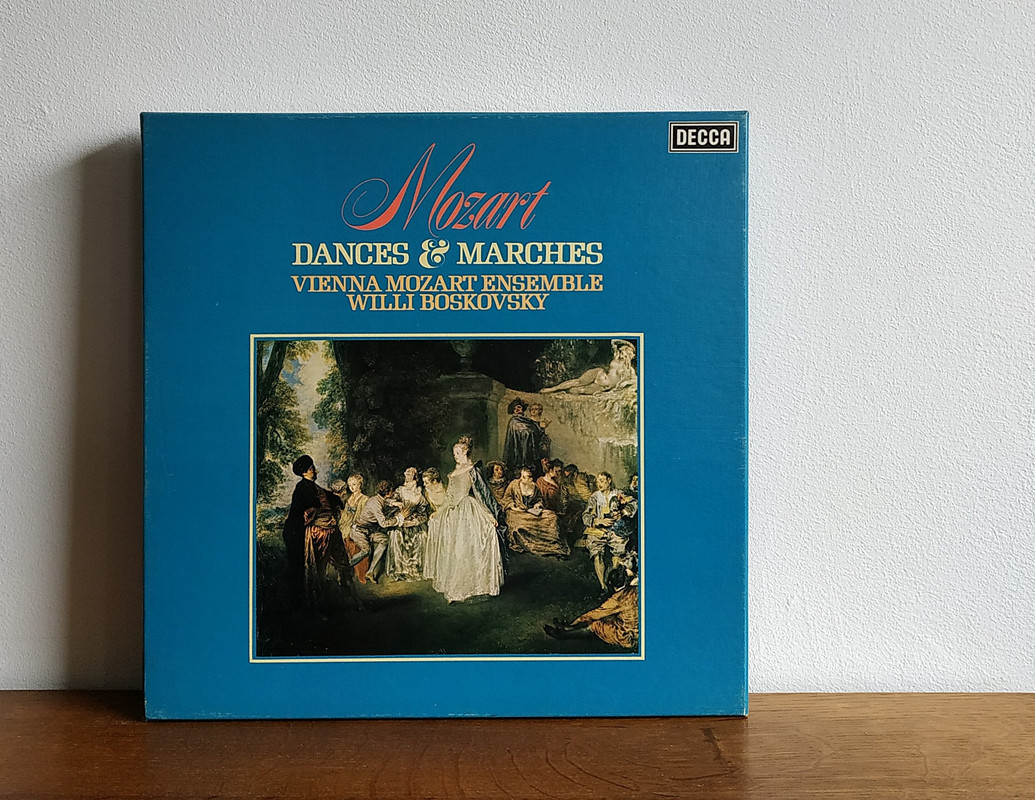 DECCA
Mozart
DANCES & MARCHES
VIENNA MOZART ENSEMBLE
WILLI BOSKOVSKY